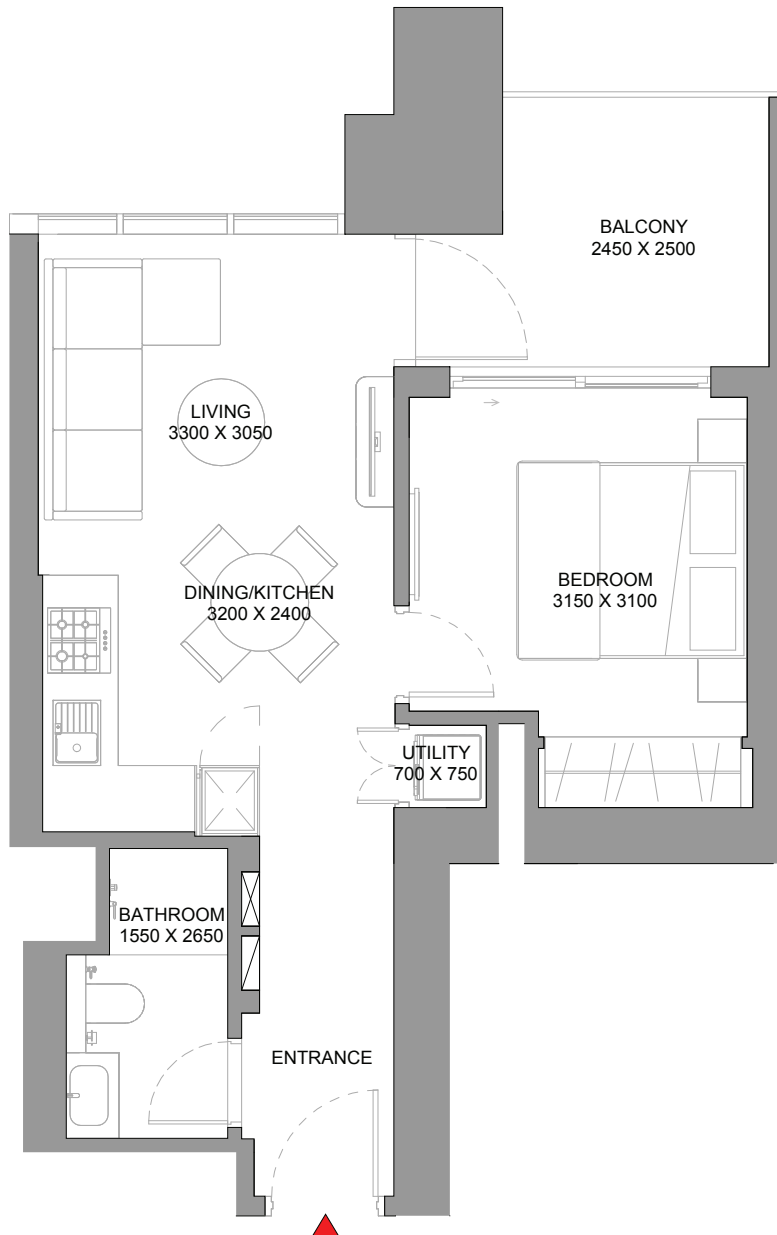 BALCONY
2450 X 2500
LIVING
3300 X 3050
DINING/KITCHEN
3200 X 2400
BEDROOM
3150 X 3100
UTILITY
700 X 750
BATHROOM
1550 X 2650
ENTRANCE